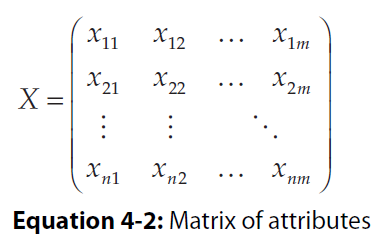 x11 x12 … x1m
x21 x22 … x2m
X =
⋮ ⋮ ⋱
xn1 xn2 … xnm
Equation 4-2: Matrix of attributes